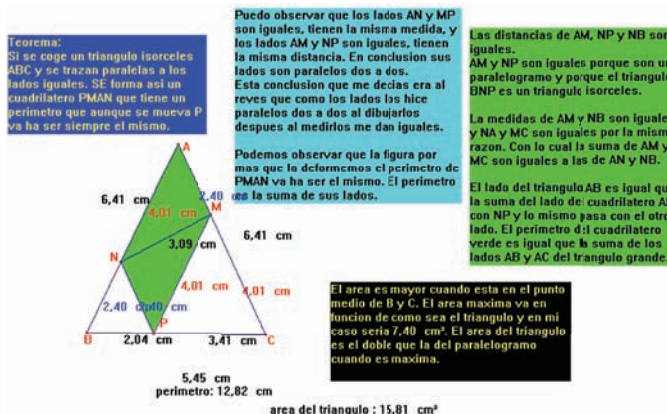 Teorema:
Si se coge un triangulo isorceles
ABC y se trazan paralelas a los
lados iguales. SE forma asi un
cuadrilatero PMAN que tiene un
perimetro que aunque se mueva P
va ha ser siempre el mismo.
Puedo observar que los lados AN y MP
son iguales, tienen la misma medida, y
los lados AM y NP son iguales, tienen
la misma distancia. En conclusion sus
lados son paralelos dos a dos.
Esta conclusion que me decias era al
reves que como los lados los hice
paralelos dos a dos al dibujarlos
despues al medirlos me dan iguales.
Podemos observar que la figura por
mas que la deformemos el perimetro de
PMAN va ha ser el mismo. El perimetro
es la suma de sus lados.
Las distancias de AM, NP y NB son
iguales.
AM y NP son iguales porque son un
paralelogramo y porque el triangulo
BNP es un triangulo isorceles.
La medidas de AM y NB son iguale
y NA y MC son iguales por la misma
razon. Con lo cual la suma de AM y
MC son iguales a las de AN y NB.
El lado del triangulo AB es igual que
la suma del lado del cuadrilatero A
con NP y lo mismo pasa con el otro
lado. El perimetro del cuadrilatero
verde es igual que la suma de los
lados AB y AC del triangulo grande.
A
6,41 cm
4,01 cm
2,40 cm
M
3,09 cm
6,41 cm
N
4,01 cm
4,01 cm
2,40 cm
2,40 cm
P
B
2,04 cm
3,41 cm
C
5,45 cm
perimetro: 12,82 cm
area del triangulo : 15,81 cm²
El area es mayor cuando esta en el punto
medio de B y C. El area maxima va en
funcion de como sea el triangulo y en mi
caso seria 7,40 cm². El area del triangulo
es el doble que la del paralelogramo
cuando es maxima.